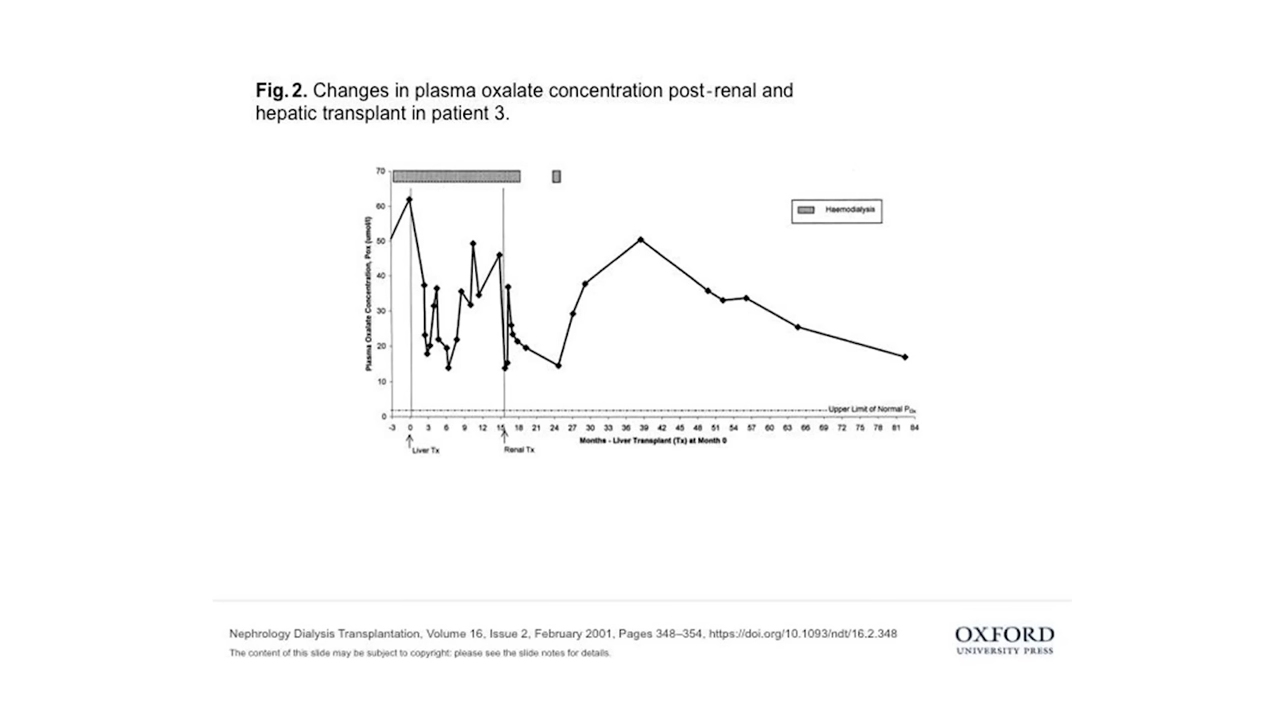 Fig. 2. Changes in plasma oxalate concentration post-renal and
hepatic transplant in patient 3.
70
60
50
40
30
20
10
0
Plasma Oxalate Concentration, Pox (umol/l)
Haemodialysis
Upper Limit of Normal POx
-3 0 3 6 9 12 15 18 21 24 27 30 33 36 39 42 45 48 51 54 57 60 63 66 69 72 75 78 81 84
Months - Liver Transplant (Tx) at Month 0
Liver Tx
Renal Tx
Nephrology Dialysis Transplantation, Volume 16, Issue 2, February 2001, Pages 348–354, https://doi.org/10.1093/ndt/16.2.348
The content of this slide may be subject to copyright: please see the slide notes for details.
OXFORD
UNIVERSITY PRESS